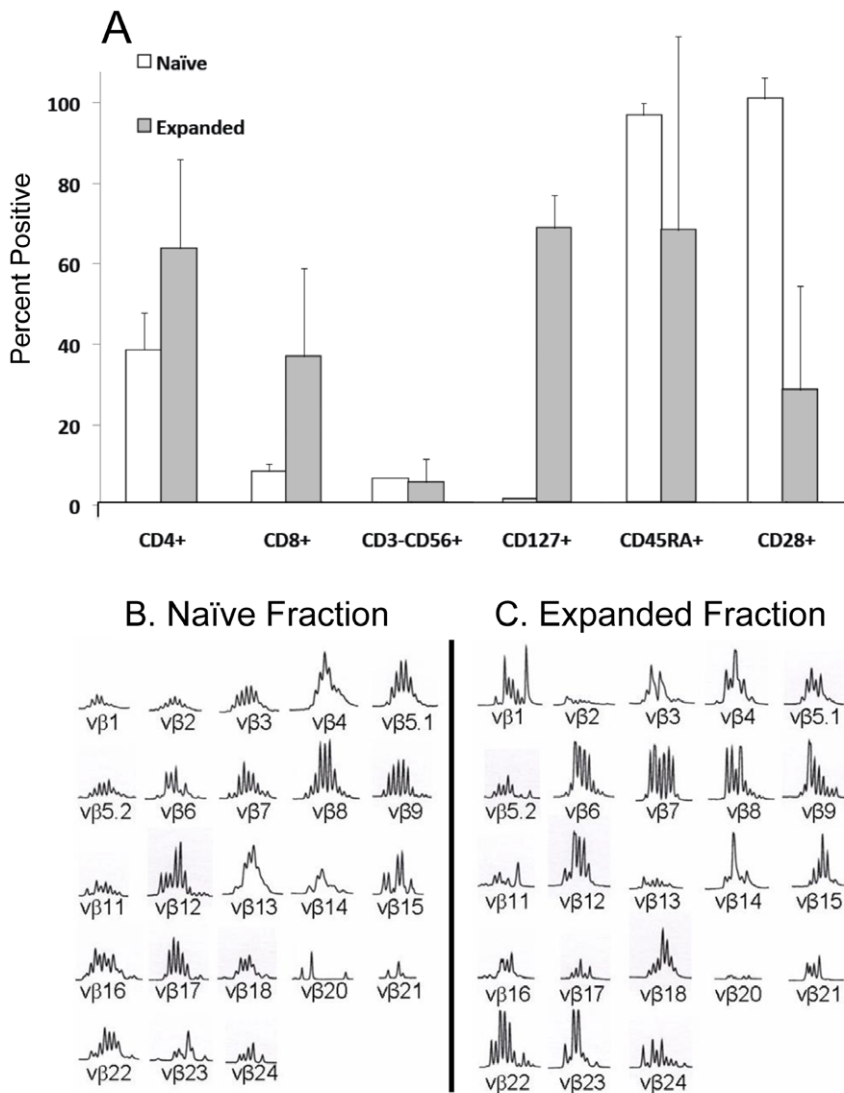 A
Naïve
Expanded
Percent Positive
100
80
60
40
20
0
CD4+ CD8+ CD3-CD56+ CD127+ CD45RA+ CD28+
B. Naïve Fraction
vβ1 vβ2 vβ3 vβ4 vβ5.1
vβ5.2 vβ6 vβ7 vβ8 vβ9
vβ11 vβ12 vβ13 vβ14 vβ15
vβ16 vβ17 vβ18 vβ20 vβ21
vβ22 vβ23 vβ24
C. Expanded Fraction
vβ1 vβ2 vβ3 vβ4 vβ5.1
vβ5.2 vβ6 vβ7 vβ8 vβ9
vβ11 vβ12 vβ13 vβ14 vβ15
vβ16 vβ17 vβ18 vβ20 vβ21
vβ22 vβ23 vβ24